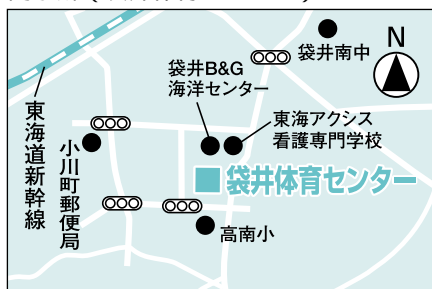 袋井南中
N
袋井B&G
海洋センター
東海アクシス
看護専門学校
東海道新幹線
小川町郵便局
袋井体育センター
高南小